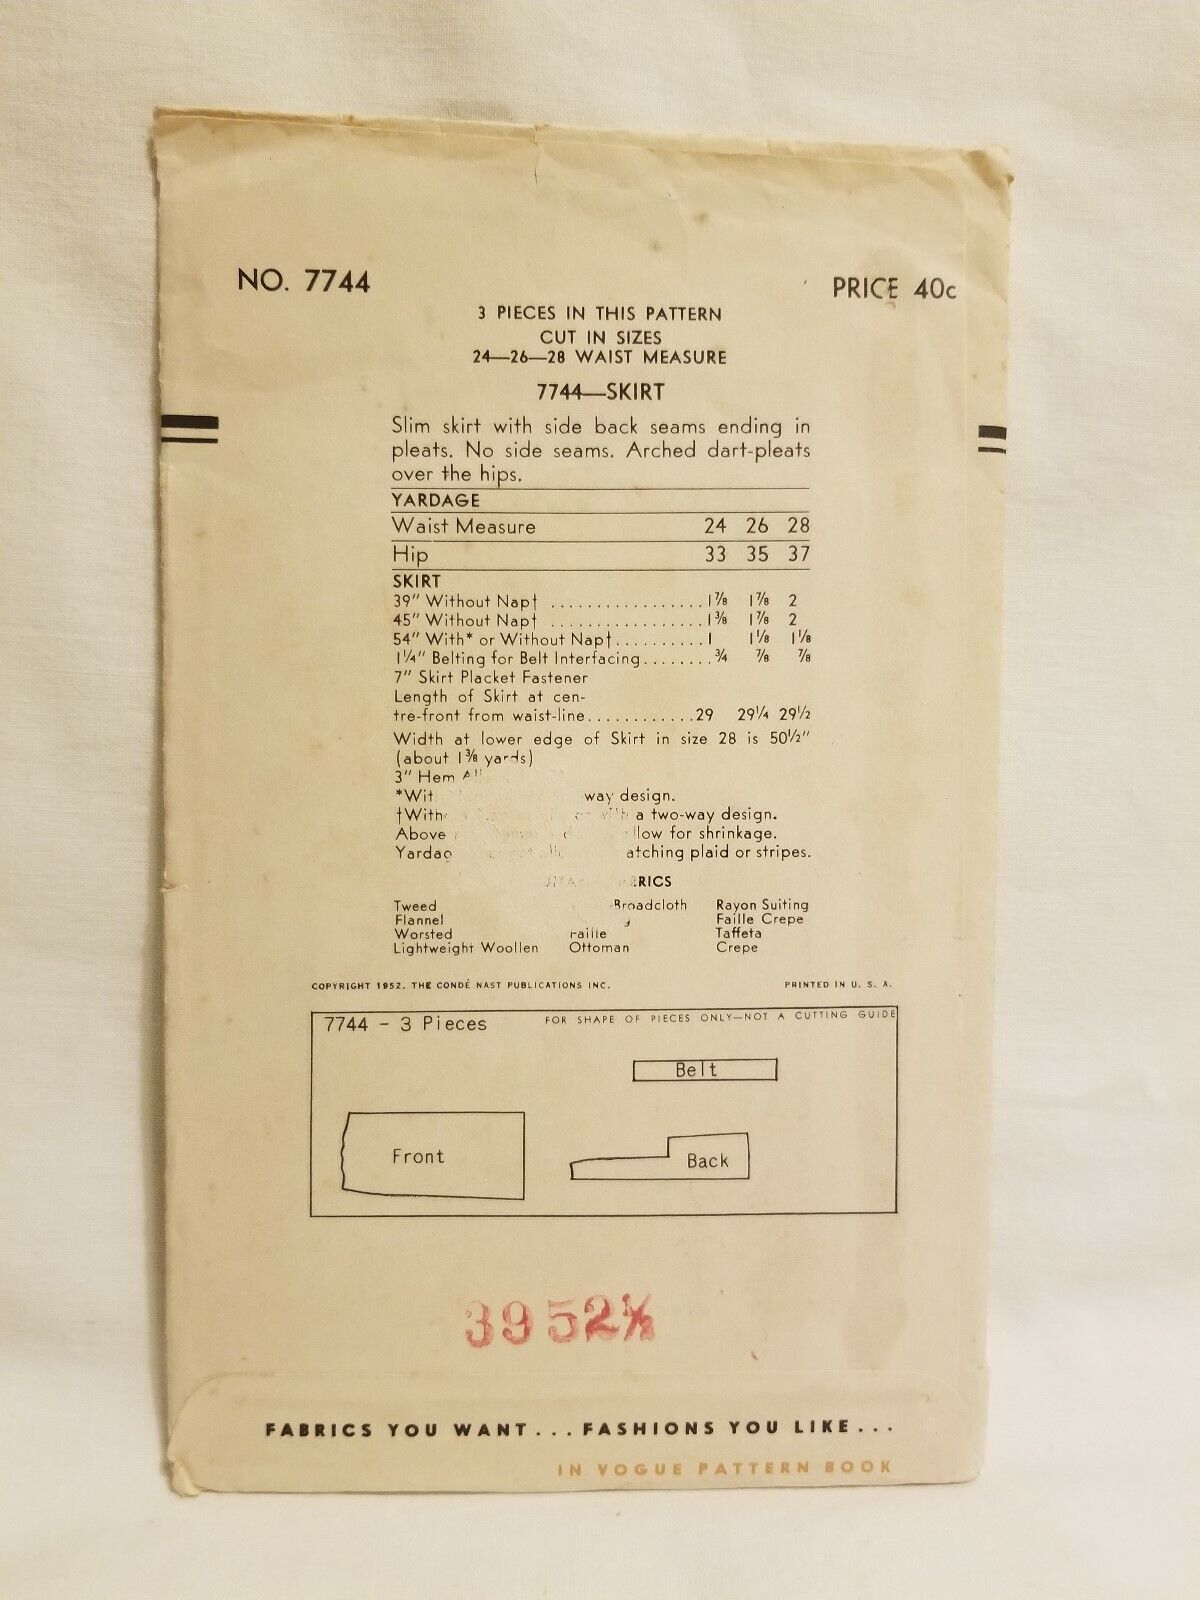 NO. 7744
PRICE 40c
3 PIECES IN THIS PATTERN
CUT IN SIZES
24—26—28 WAIST MEASURE
7744—SKIRT
Slim skirt with side back seams ending in
pleats. No side seams. Arched dart-pleats
over the hips.
YARDAGE
Waist Measure 24 26 28
Hip 33 35 37
SKIRT
39" Without Nap† .................1⅞ 1⅞ 2
45" Without Nap† .................1⅜ 1⅞ 2
54" With* or Without Nap†..........1 1⅛ 1⅛
1¼" Belting for Belt Interfacing........¾ ⅞ ⅞
7" Skirt Placket Fastener
Length of Skirt at cen-
tre-front from waist-line............29 29¼ 29½
Width at lower edge of Skirt in size 28 is 50½"
(about 1⅜ yards)
3" Hem
way design.
a two-way design.
Above for shrinkage.
plaid or stripes.
Tweed Broadcloth Rayon Suiting
Flannel Faille Crepe
Worsted Faille Taffeta
Lightweight Woollen Ottoman Crepe
COPYRIGHT 1952, THE CONDÉ NAST PUBLICATIONS INC. PRINTED IN U. S. A.
7744 - 3 Pieces FOR SHAPE OF PIECES ONLY—NOT A CUTTING GUIDE
Belt
Front
Back
3952½
FABRICS YOU WANT... FASHIONS YOU LIKE...
IN VOGUE PATTERN BOOK